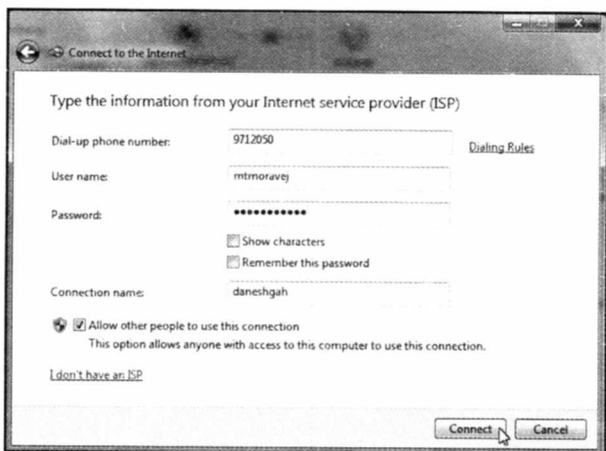 Connect to the Internet
Type the information from your Internet service provider (ISP)
Dial-up phone number: 9712050 Dialing Rules
User name: mtmoravej
Password: •••••••••••
Show characters
Remember this password
Connection name: daneshgah
Allow other people to use this connection
This option allows anyone with access to this computer to use this connection.
I don't have an ISP
Connect Cancel